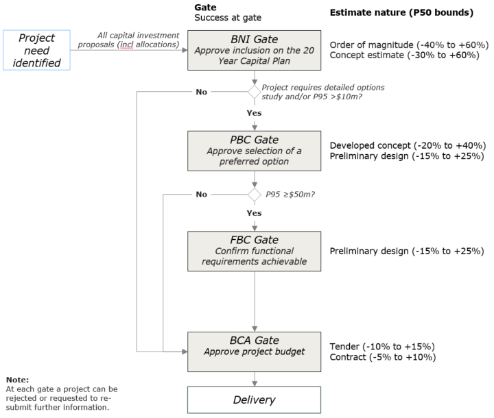 Gate
Success at gate
Estimate nature (P50 bounds)
Project
need
identified
All capital investment
proposals (incl allocations)
BNI Gate
Approve inclusion on the 20
Year Capital Plan
Order of magnitude (-40% to +60%)
Concept estimate (-30% to +60%)
No
Project requires detailed options
study and/or P95 >$10m?
Yes
PBC Gate
Approve selection of a
preferred option
Developed concept (-20% to +40%)
Preliminary design (-15% to +25%)
No
P95 ≥$50m?
Yes
FBC Gate
Confirm functional
requirements achievable
Preliminary design (-15% to +25%)
BCA Gate
Approve project budget
Tender (-10% to +15%)
Contract (-5% to +10%)
Note:
At each gate a project can be
rejected or requested to re-
submit further information.
Delivery